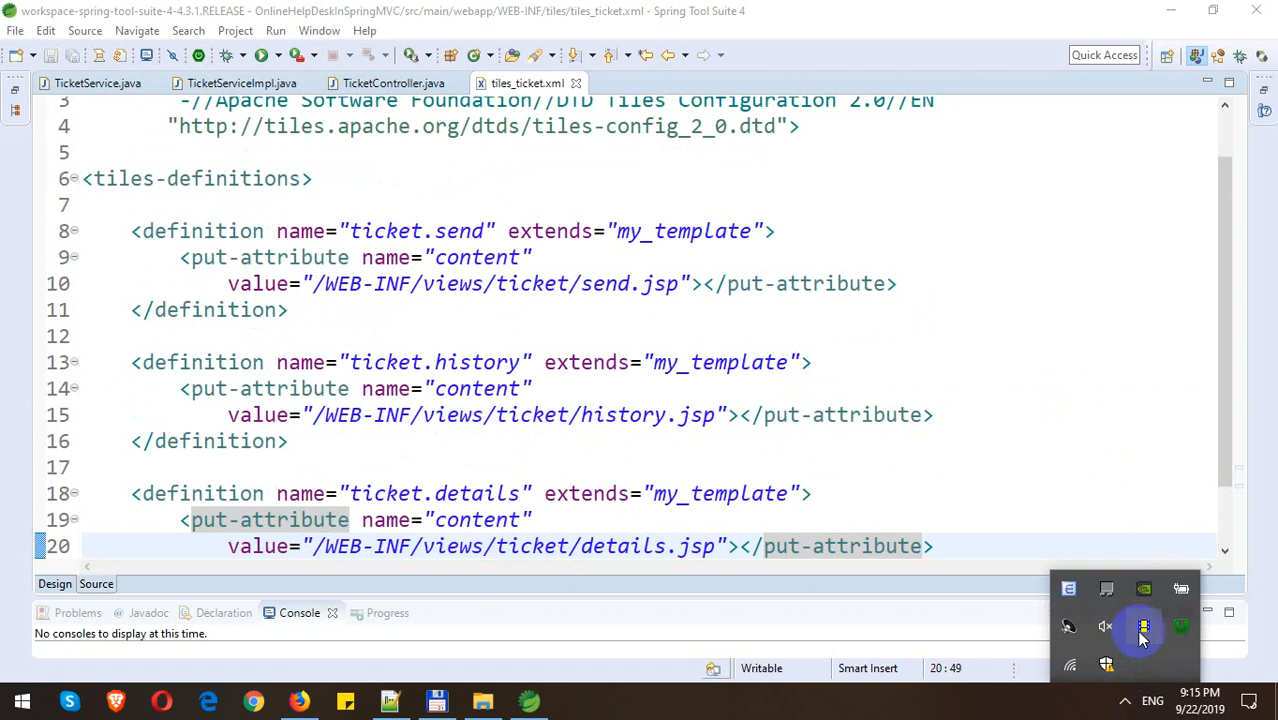 workspace-spring-tool-suite-4-4.3.1.RELEASE - OnlineHelpDeskInSpringMVC/src/main/webapp/WEB-INF/tiles/tiles_ticket.xml - Spring Tool Suite 4
File Edit Source Navigate Search Project Run Window Help
Quick Access
TicketService.java TicketServiceImpl.java TicketController.java tiles_ticket.xml
3 -//Apache Software Foundation//DTD Tiles Configuration 2.0//EN
4 "http://tiles.apache.org/dtds/tiles-config_2_0.dtd">
5
6 <tiles-definitions>
7
8 <definition name="ticket.send" extends="my_template">
9 <put-attribute name="content"
10 value="/WEB-INF/views/ticket/send.jsp"></put-attribute>
11 </definition>
12
13 <definition name="ticket.history" extends="my_template">
14 <put-attribute name="content"
15 value="/WEB-INF/views/ticket/history.jsp"></put-attribute>
16 </definition>
17
18 <definition name="ticket.details" extends="my_template">
19 <put-attribute name="content"
20 value="/WEB-INF/views/ticket/details.jsp"></put-attribute>
Design Source
Problems Javadoc Declaration Console Progress
No consoles to display at this time.
Writable Smart Insert 20 : 49
ENG
9:15 PM
9/22/2019